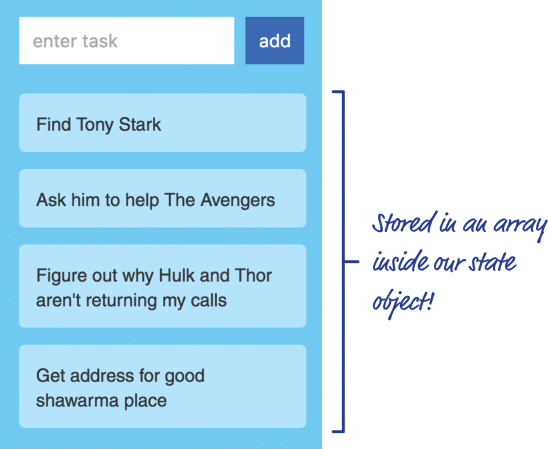 enter task
add
Find Tony Stark
Ask him to help The Avengers
Figure out why Hulk and Thor
aren't returning my calls
Get address for good
shawarma place
Stored in an array
inside our state
object!